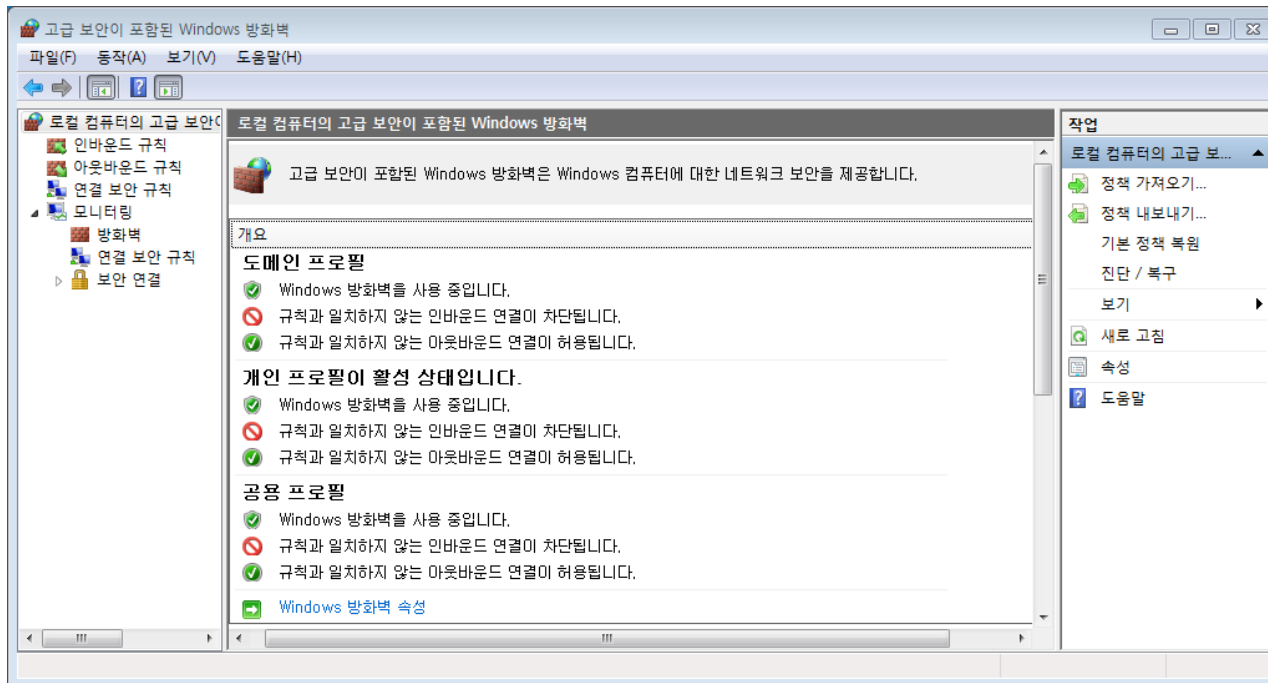 고급 보안이 포함된 Windows 방화벽
파일(F) 동작(A) 보기(V) 도움말(H)
로컬 컴퓨터의 고급 보안이
인바운드 규칙
아웃바운드 규칙
연결 보안 규칙
모니터링
방화벽
연결 보안 규칙
보안 연결
로컬 컴퓨터의 고급 보안이 포함된 Windows 방화벽
고급 보안이 포함된 Windows 방화벽은 Windows 컴퓨터에 대한 네트워크 보안을 제공합니다.
개요
도메인 프로필
Windows 방화벽을 사용 중입니다.
규칙과 일치하지 않는 인바운드 연결이 차단됩니다.
규칙과 일치하지 않는 아웃바운드 연결이 허용됩니다.
개인 프로필이 활성 상태입니다.
Windows 방화벽을 사용 중입니다.
규칙과 일치하지 않는 인바운드 연결이 차단됩니다.
규칙과 일치하지 않는 아웃바운드 연결이 허용됩니다.
공용 프로필
Windows 방화벽을 사용 중입니다.
규칙과 일치하지 않는 인바운드 연결이 차단됩니다.
규칙과 일치하지 않는 아웃바운드 연결이 허용됩니다.
Windows 방화벽 속성
작업
로컬 컴퓨터의 고급 보...
정책 가져오기...
정책 내보내기...
기본 정책 복원
진단 / 복구
보기
새로 고침
속성
도움말